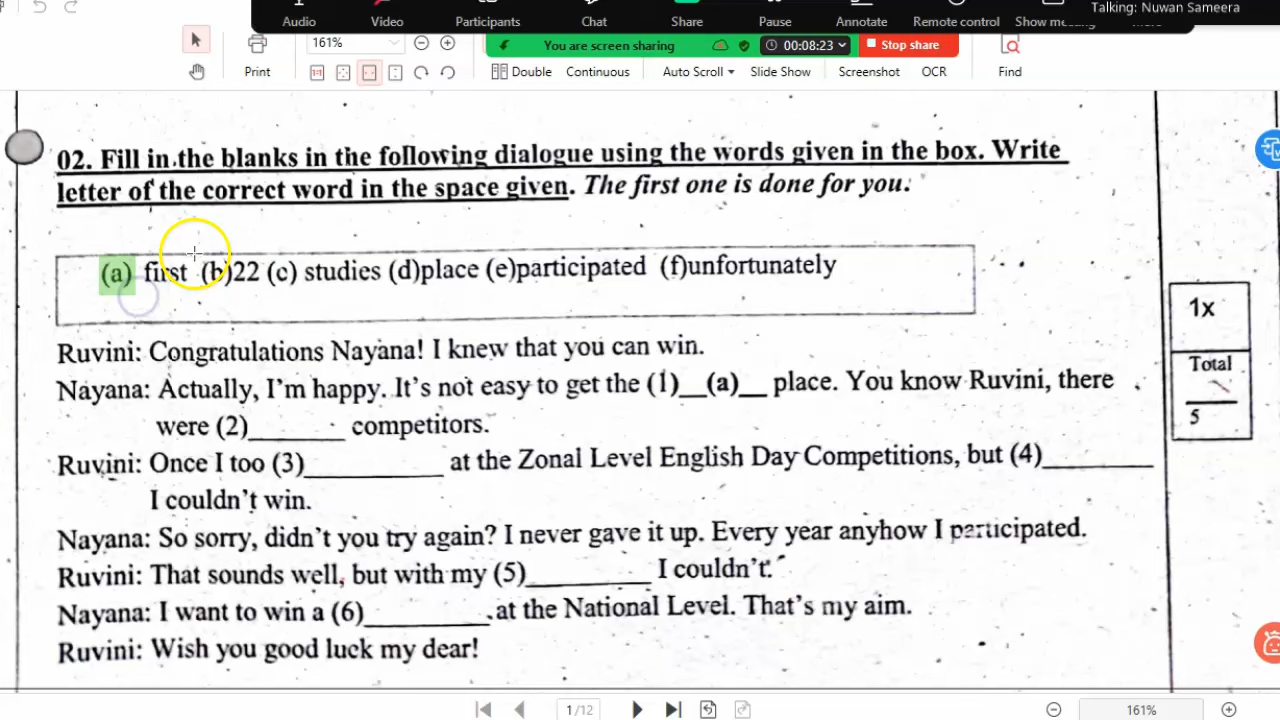 Talking: Nuwan Sameera
Audio Video Participants Chat Share Pause Annotate Remote control
161% You are screen sharing 00:08:23 Stop share
Print Double Continuous Auto Scroll Slide Show Screenshot OCR Find
02. Fill in the blanks in the following dialogue using the words given in the box. Write
letter of the correct word in the space given. The first one is done for you:
(a) first (b)22 (c) studies (d)place (e)participated (f)unfortunately
1x
Total
5
Ruvini: Congratulations Nayana! I knew that you can win.
Nayana: Actually, I'm happy. It's not easy to get the (1)__(a)__ place. You know Ruvini, there
were (2)_______ competitors.
Ruvini: Once I too (3)__________ at the Zonal Level English Day Competitions, but (4)________
I couldn't win.
Nayana: So sorry, didn't you try again? I never gave it up. Every year anyhow I participated.
Ruvini: That sounds well, but with my (5)_________ I couldn't.
Nayana: I want to win a (6)_________ at the National Level. That's my aim.
Ruvini: Wish you good luck my dear!
1/12 161%